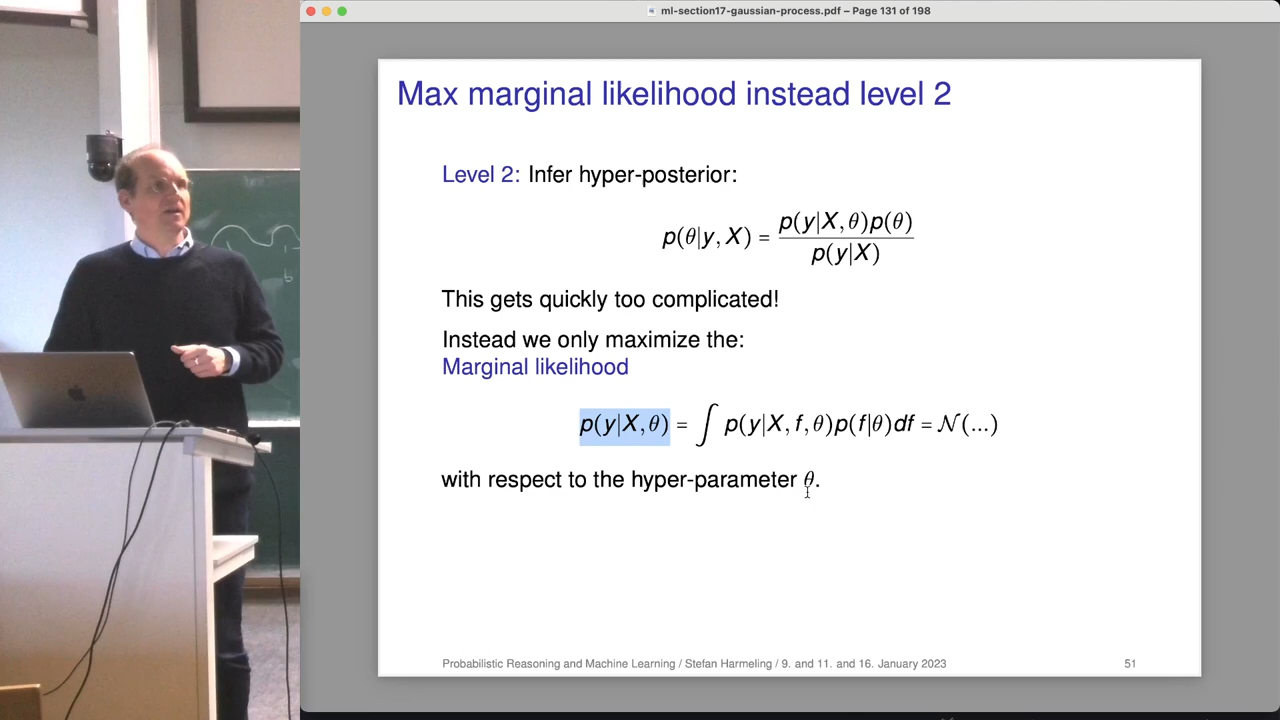 ml-section17-gaussian-process.pdf – Page 131 of 198
Max marginal likelihood instead level 2
Level 2: Infer hyper-posterior:
p(θ|y, X) = p(y|X, θ)p(θ) / p(y|X)
This gets quickly too complicated!
Instead we only maximize the:
Marginal likelihood
p(y|X, θ) = ∫ p(y|X, f, θ)p(f|θ)df = 𝒩(...)
with respect to the hyper-parameter θ.
Probabilistic Reasoning and Machine Learning / Stefan Harmeling / 9. and 11. and 16. January 2023
51